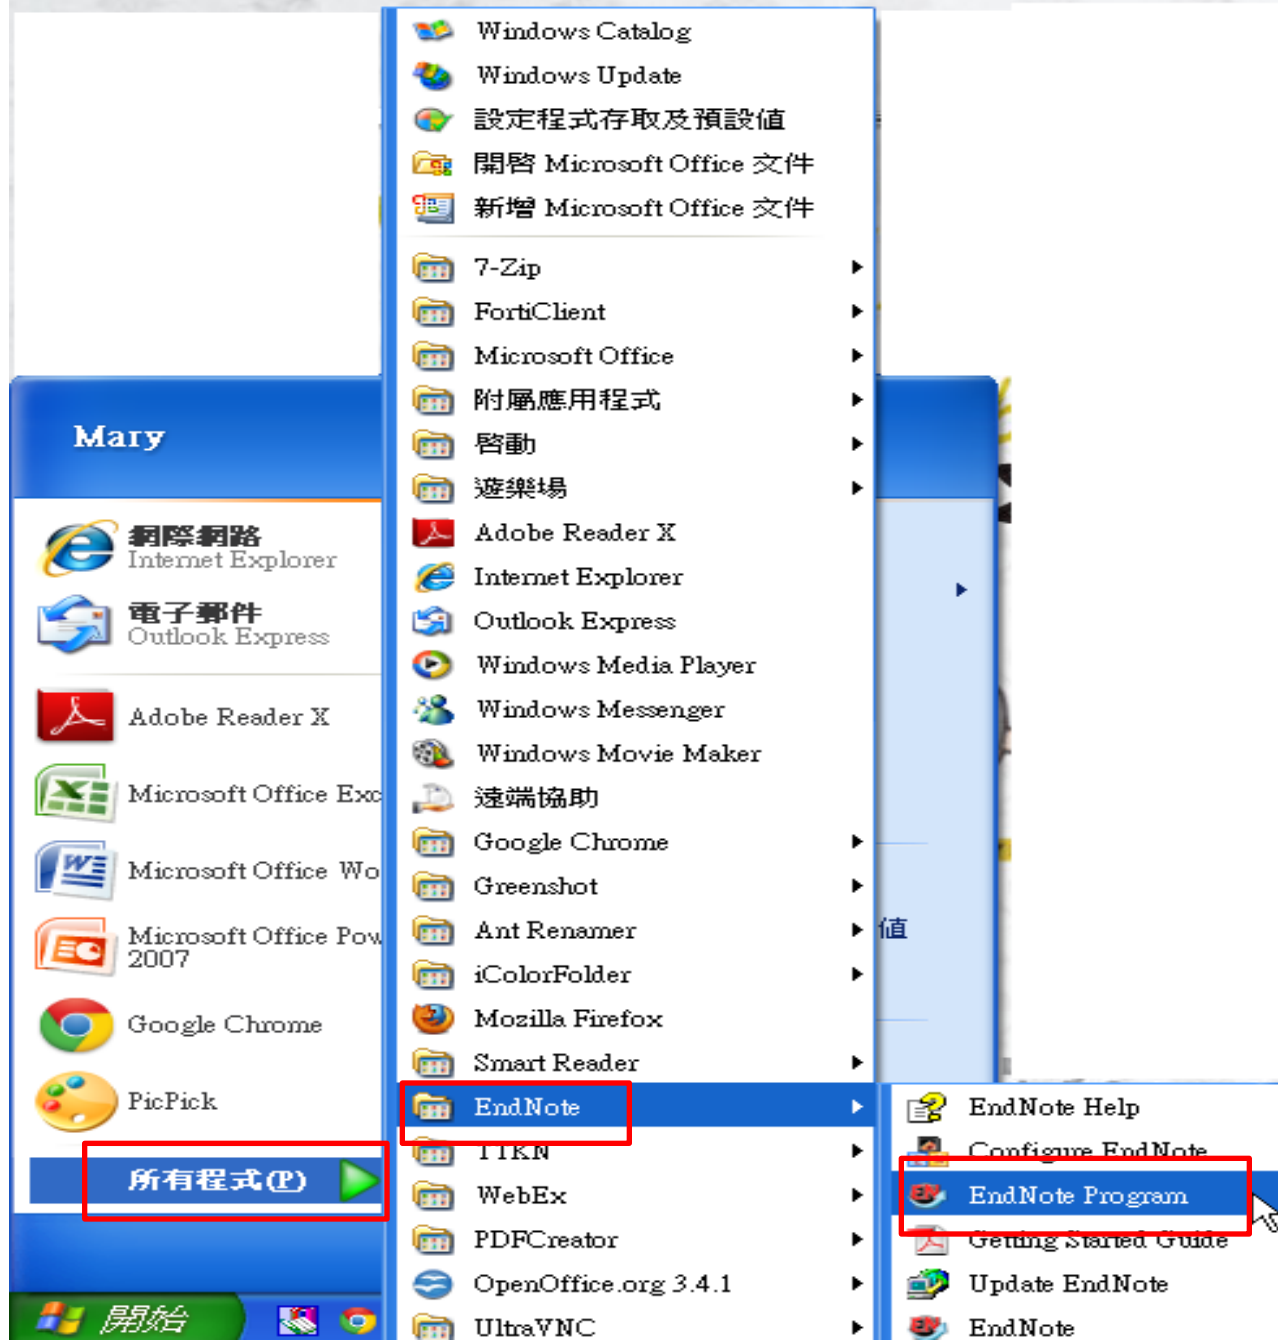 Windows Catalog
Windows Update
設定程式存取及預設值
開啓 Microsoft Office 文件
新增 Microsoft Office 文件
7-Zip
FortiClient
Microsoft Office
附屬應用程式
啓動
遊樂場
Adobe Reader X
Internet Explorer
Outlook Express
Windows Media Player
Windows Messenger
Windows Movie Maker
遠端協助
Google Chrome
Greenshot
Ant Renamer
iColorFolder
Mozilla Firefox
Smart Reader
EndNote
TTKN
WebEx
PDFCreator
OpenOffice.org 3.4.1
UltraVNC
Mary
網際網路
Internet Explorer
電子郵件
Outlook Express
Adobe Reader X
Microsoft Office Exc
Microsoft Office Wo
Microsoft Office Pow
2007
Google Chrome
PicPick
所有程式(P)
開始
值
EndNote Help
Configure EndNote
EndNote Program
Getting Started Guide
Update EndNote
EndNote